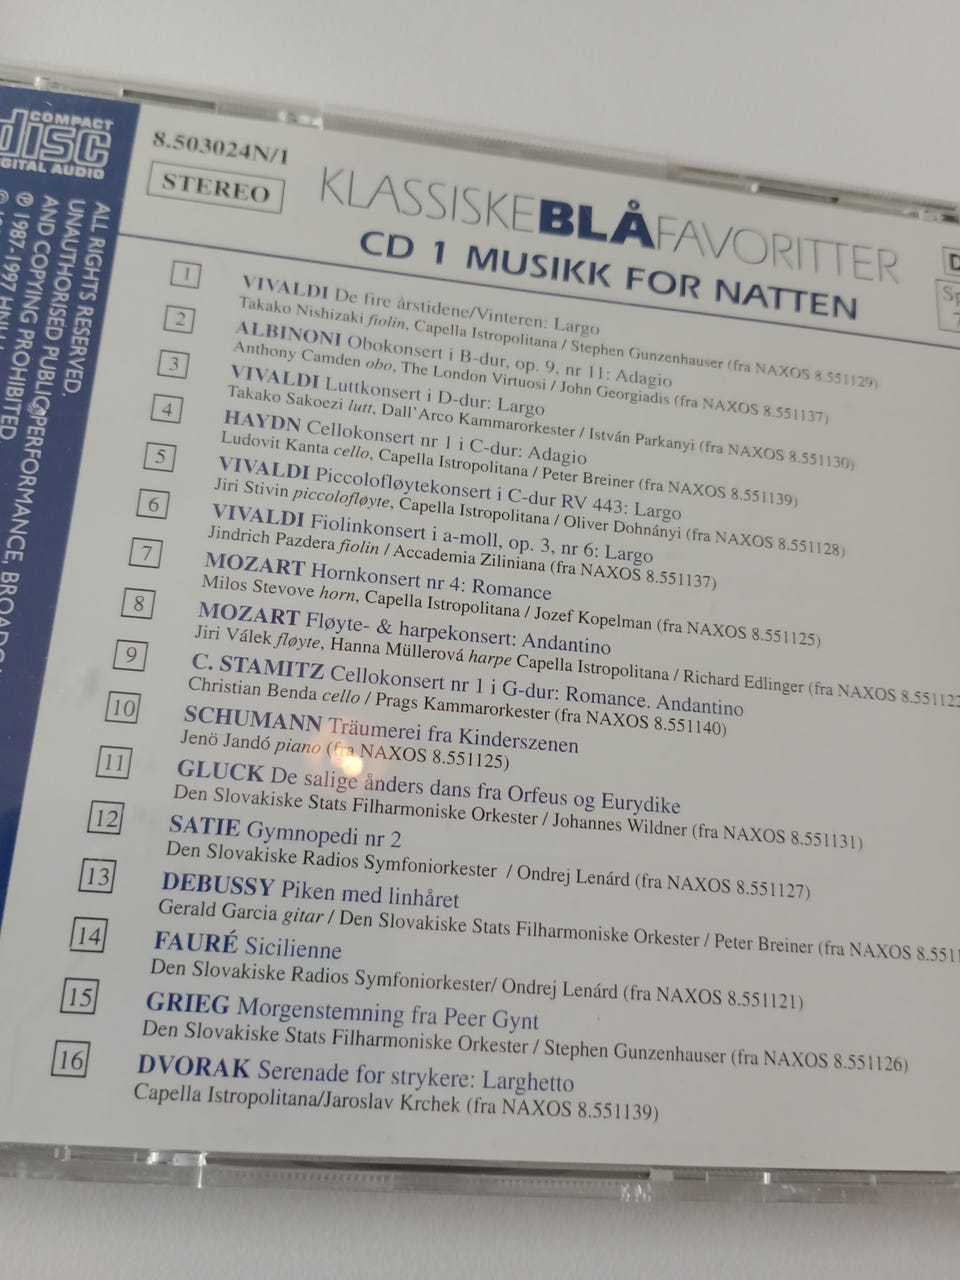 COMPACT
disc
DIGITAL AUDIO
ALL RIGHTS RESERVED.
UNAUTHORISED PUBLIC PERFORMANCE,
AND COPYING PROHIBITED.
℗ 1987-1997 HNH
8.503024N/1
STEREO
KLASSISKEBLÅFAVORITTER
CD 1 MUSIKK FOR NATTEN
1 VIVALDI De fire årstidene/Vinteren: Largo
Takako Nishizaki fiolin, Capella Istropolitana / Stephen Gunzenhauser (fra NAXOS 8.551129)
2 ALBINONI Obokonsert i B-dur, op. 9, nr 11: Adagio
Anthony Camden obo, The London Virtuosi / John Georgiadis (fra NAXOS 8.551137)
3 VIVALDI Luttkonsert i D-dur: Largo
Takako Sakoezi lutt, Dall'Arco Kammarorkester / István Parkanyi (fra NAXOS 8.551130)
4 HAYDN Cellokonsert nr 1 i C-dur: Adagio
Ludovit Kanta cello, Capella Istropolitana / Peter Breiner (fra NAXOS 8.551139)
5 VIVALDI Piccolofløytekonsert i C-dur RV 443: Largo
Jiri Stivin piccolofløyte, Capella Istropolitana / Oliver Dohnányi (fra NAXOS 8.551128)
6 VIVALDI Fiolinkonsert i a-moll, op. 3, nr 6: Largo
Jindrich Pazdera fiolin / Accademia Ziliniana (fra NAXOS 8.551137)
7 MOZART Hornkonsert nr 4: Romance
Milos Stevove horn, Capella Istropolitana / Jozef Kopelman (fra NAXOS 8.551125)
8 MOZART Fløyte- & harpekonsert: Andantino
Jiri Válek fløyte, Hanna Müllerová harpe Capella Istropolitana / Richard Edlinger (fra NAXOS
9 C. STAMITZ Cellokonsert nr 1 i G-dur: Romance. Andantino
Christian Benda cello / Prags Kammarorkester (fra NAXOS 8.551140)
10 SCHUMANN Träumerei fra Kinderszenen
Jenö Jandó piano (fra NAXOS 8.551125)
11 GLUCK De salige ånders dans fra Orfeus og Eurydike
Den Slovakiske Stats Filharmoniske Orkester / Johannes Wildner (fra NAXOS 8.551131)
12 SATIE Gymnopedi nr 2
Den Slovakiske Radios Symfoniorkester / Ondrej Lenárd (fra NAXOS 8.551127)
13 DEBUSSY Piken med linhåret
Gerald Garcia gitar / Den Slovakiske Stats Filharmoniske Orkester / Peter Breiner (fra NAXOS
14 FAURÉ Sicilienne
Den Slovakiske Radios Symfoniorkester/ Ondrej Lenárd (fra NAXOS 8.551121)
15 GRIEG Morgenstemning fra Peer Gynt
Den Slovakiske Stats Filharmoniske Orkester / Stephen Gunzenhauser (fra NAXOS 8.551126)
16 DVORAK Serenade for strykere: Larghetto
Capella Istropolitana/Jaroslav Krchek (fra NAXOS 8.551139)